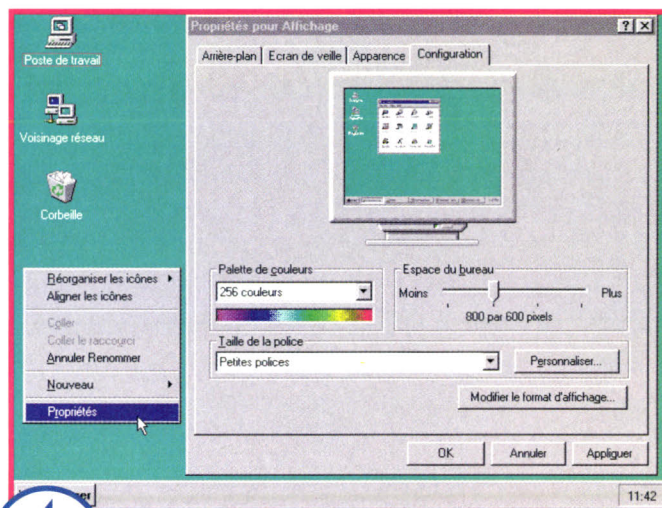 Poste de travail
Voisinage réseau
Corbeille
Réorganiser les icônes
Aligner les icônes
Coller
Coller le raccourci
Annuler Renommer
Nouveau
Propriétés
Propriétés pour Affichage
Arrière-plan Ecran de veille Apparence Configuration
Palette de couleurs
256 couleurs
Espace du bureau
Moins Plus
800 par 600 pixels
Taille de la police
Petites polices
Personnaliser...
Modifier le format d'affichage...
OK Annuler Appliquer
11:42